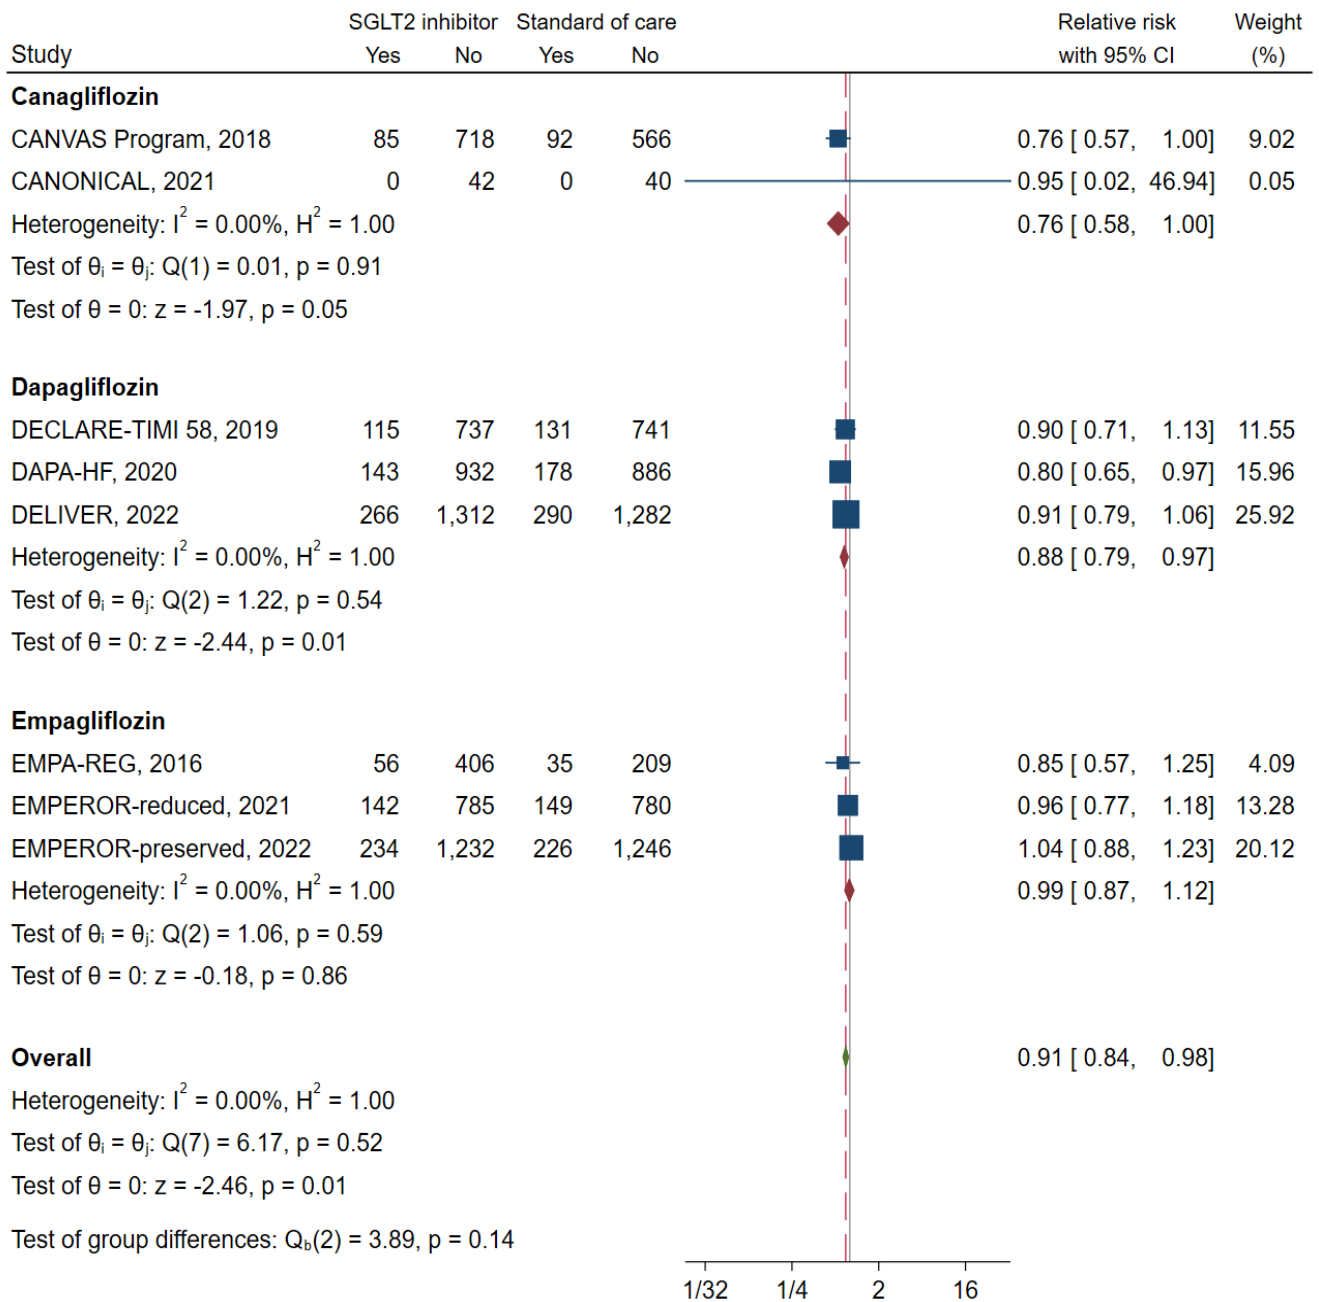 SGLT2 inhibitor Standard of care Relative risk Weight
Study Yes No Yes No with 95% CI (%)
Canagliflozin
CANVAS Program, 2018 85 718 92 566 0.76 [ 0.57, 1.00] 9.02
CANONICAL, 2021 0 42 0 40 0.95 [ 0.02, 46.94] 0.05
Heterogeneity: I² = 0.00%, H² = 1.00 0.76 [ 0.58, 1.00]
Test of θᵢ = θⱼ: Q(1) = 0.01, p = 0.91
Test of θ = 0: z = -1.97, p = 0.05
Dapagliflozin
DECLARE-TIMI 58, 2019 115 737 131 741 0.90 [ 0.71, 1.13] 11.55
DAPA-HF, 2020 143 932 178 886 0.80 [ 0.65, 0.97] 15.96
DELIVER, 2022 266 1,312 290 1,282 0.91 [ 0.79, 1.06] 25.92
Heterogeneity: I² = 0.00%, H² = 1.00 0.88 [ 0.79, 0.97]
Test of θᵢ = θⱼ: Q(2) = 1.22, p = 0.54
Test of θ = 0: z = -2.44, p = 0.01
Empagliflozin
EMPA-REG, 2016 56 406 35 209 0.85 [ 0.57, 1.25] 4.09
EMPEROR-reduced, 2021 142 785 149 780 0.96 [ 0.77, 1.18] 13.28
EMPEROR-preserved, 2022 234 1,232 226 1,246 1.04 [ 0.88, 1.23] 20.12
Heterogeneity: I² = 0.00%, H² = 1.00 0.99 [ 0.87, 1.12]
Test of θᵢ = θⱼ: Q(2) = 1.06, p = 0.59
Test of θ = 0: z = -0.18, p = 0.86
Overall 0.91 [ 0.84, 0.98]
Heterogeneity: I² = 0.00%, H² = 1.00
Test of θᵢ = θⱼ: Q(7) = 6.17, p = 0.52
Test of θ = 0: z = -2.46, p = 0.01
Test of group differences: Q_b(2) = 3.89, p = 0.14
1/32 1/4 2 16